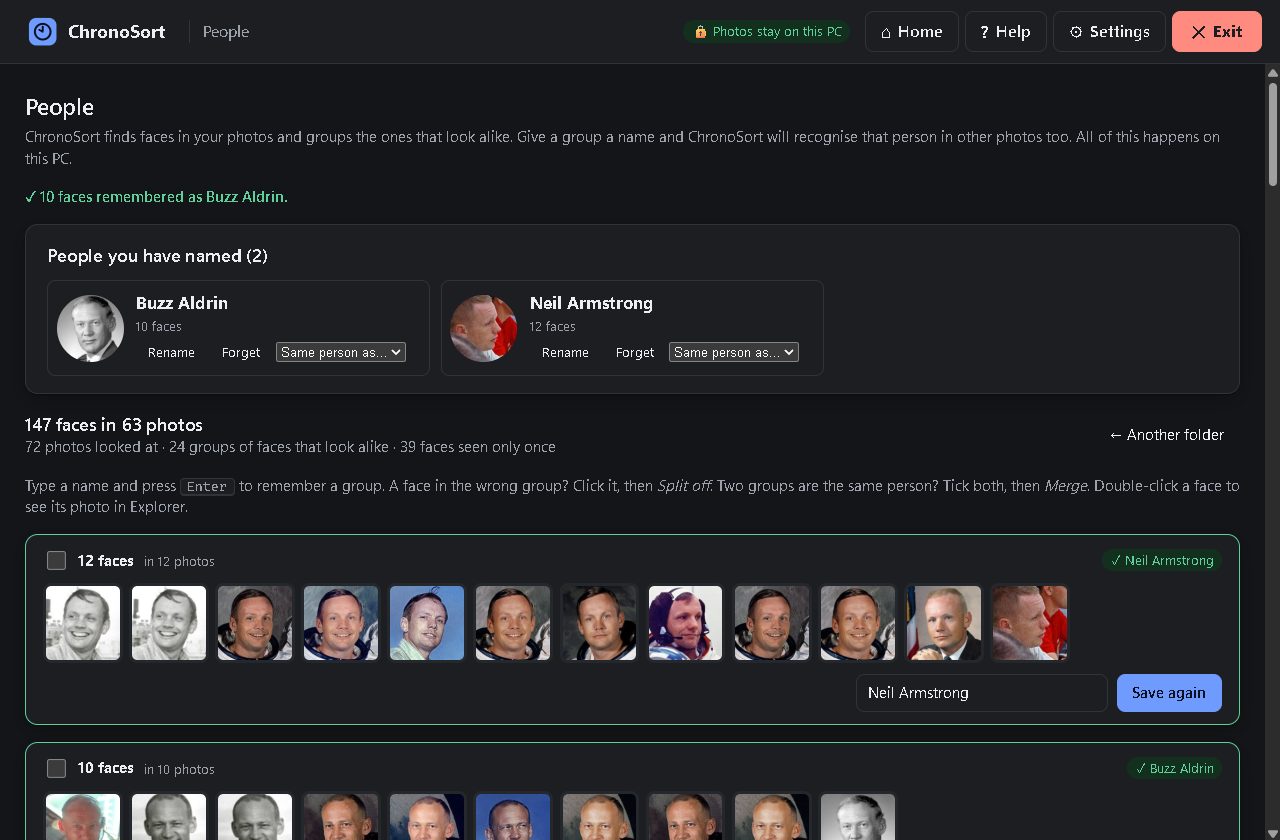 ChronoSort
People
Photos stay on this PC
Home
? Help
Settings
Exit
People
ChronoSort finds faces in your photos and groups the ones that look alike. Give a group a name and ChronoSort will recognise that person in other photos too. All of this happens on
this PC.
✓ 10 faces remembered as Buzz Aldrin.
People you have named (2)
Buzz Aldrin
10 faces
Rename Forget Same person as...
Neil Armstrong
12 faces
Rename Forget Same person as...
147 faces in 63 photos
72 photos looked at · 24 groups of faces that look alike · 39 faces seen only once
← Another folder
Type a name and press Enter to remember a group. A face in the wrong group? Click it, then Split off. Two groups are the same person? Tick both, then Merge. Double-click a face to
see its photo in Explorer.
12 faces in 12 photos
✓ Neil Armstrong
Neil Armstrong
Save again
10 faces in 10 photos
✓ Buzz Aldrin